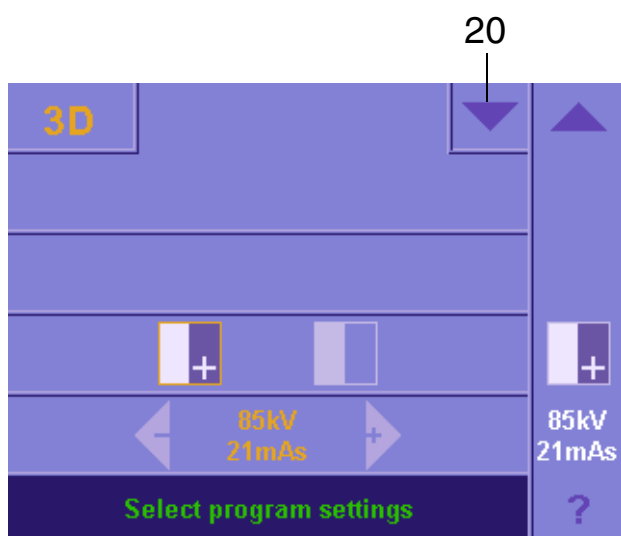 20
3D
+
- 85kV +
21mAs
+
85kV
21mAs
Select program settings
?